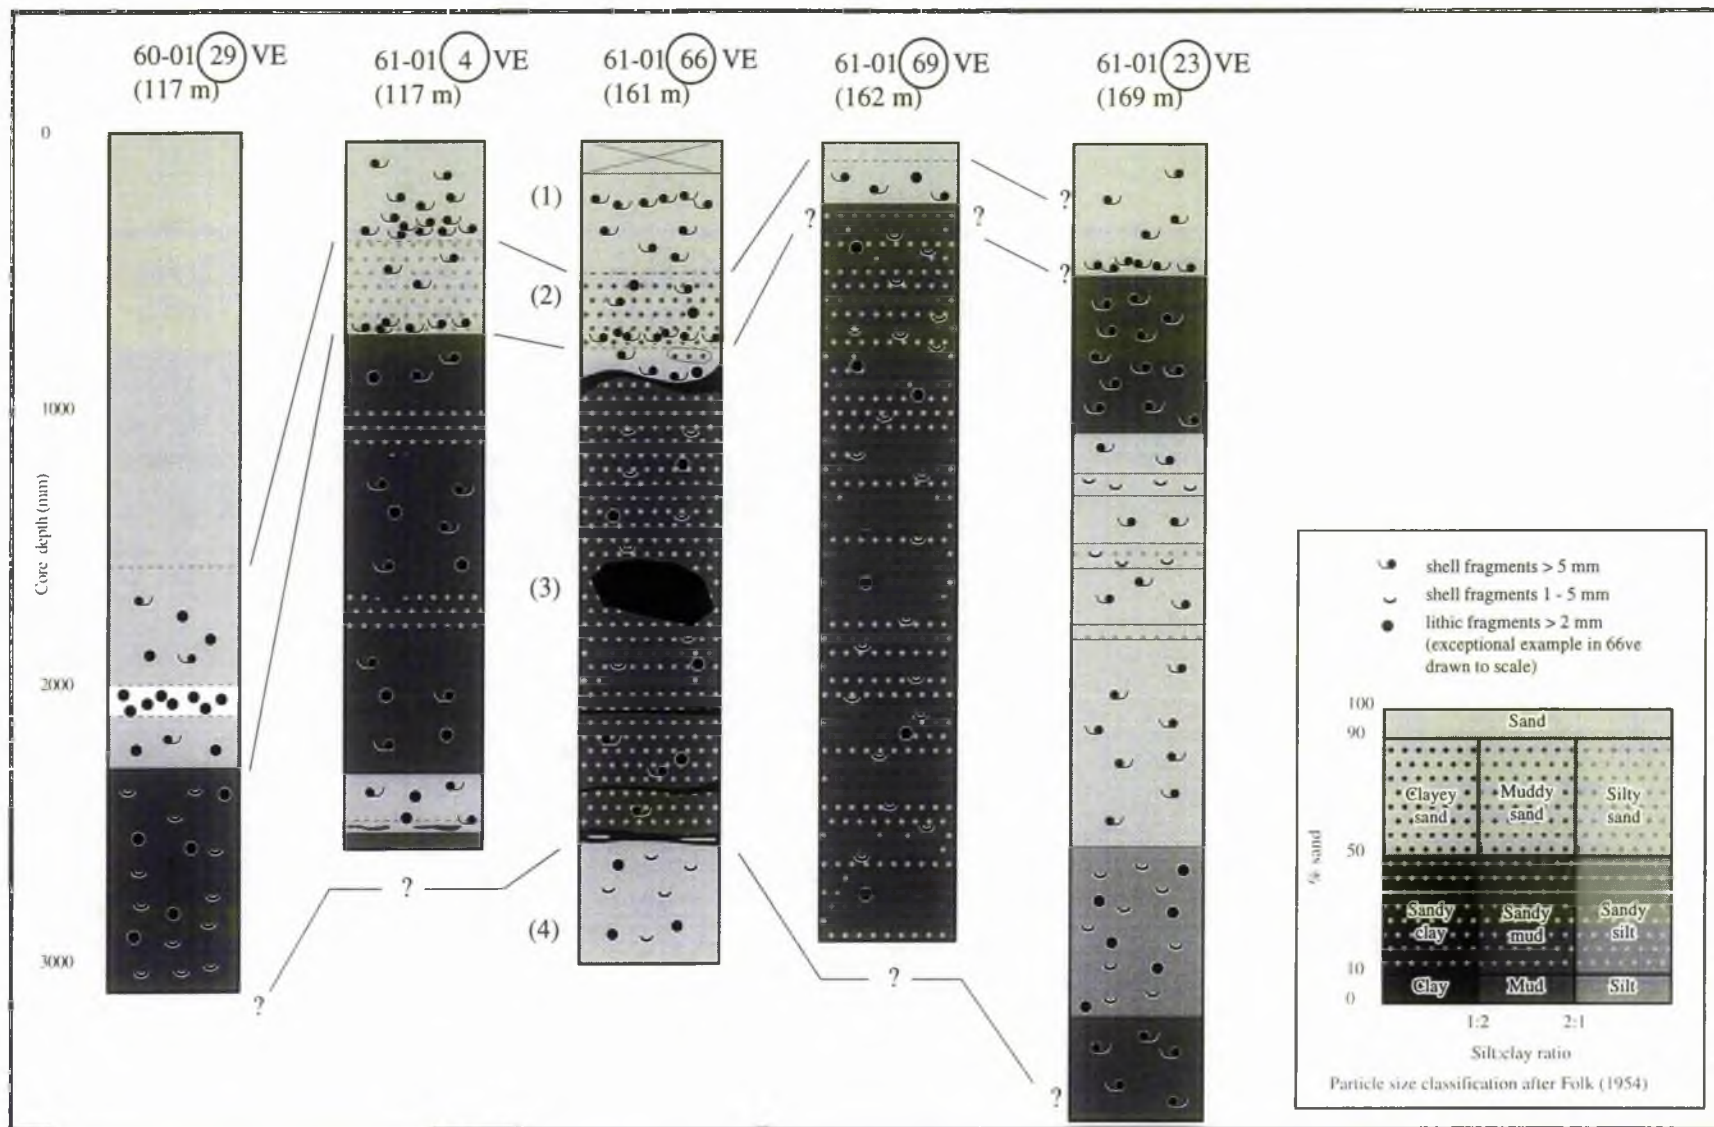 60-01 29 VE
(117 m)
61-01 4 VE
(117 m)
61-01 66 VE
(161 m)
61-01 69 VE
(162 m)
61-01 23 VE
(169 m)
0
1000
2000
3000
Core depth (mm)
(1)
(2)
(3)
(4)
?
?
?
?
?
?
?
?
?
shell fragments > 5 mm
shell fragments 1 - 5 mm
lithic fragments > 2 mm
(exceptional example in 66ve
drawn to scale)
100
90
50
10
0
% sand
Sand
Clayey
sand
Muddy
sand
Silty
sand
Sandy
clay
Sandy
mud
Sandy
silt
Clay
Mud
Silt
1:2
2:1
Silt:clay ratio
Particle size classification after Folk (1954)